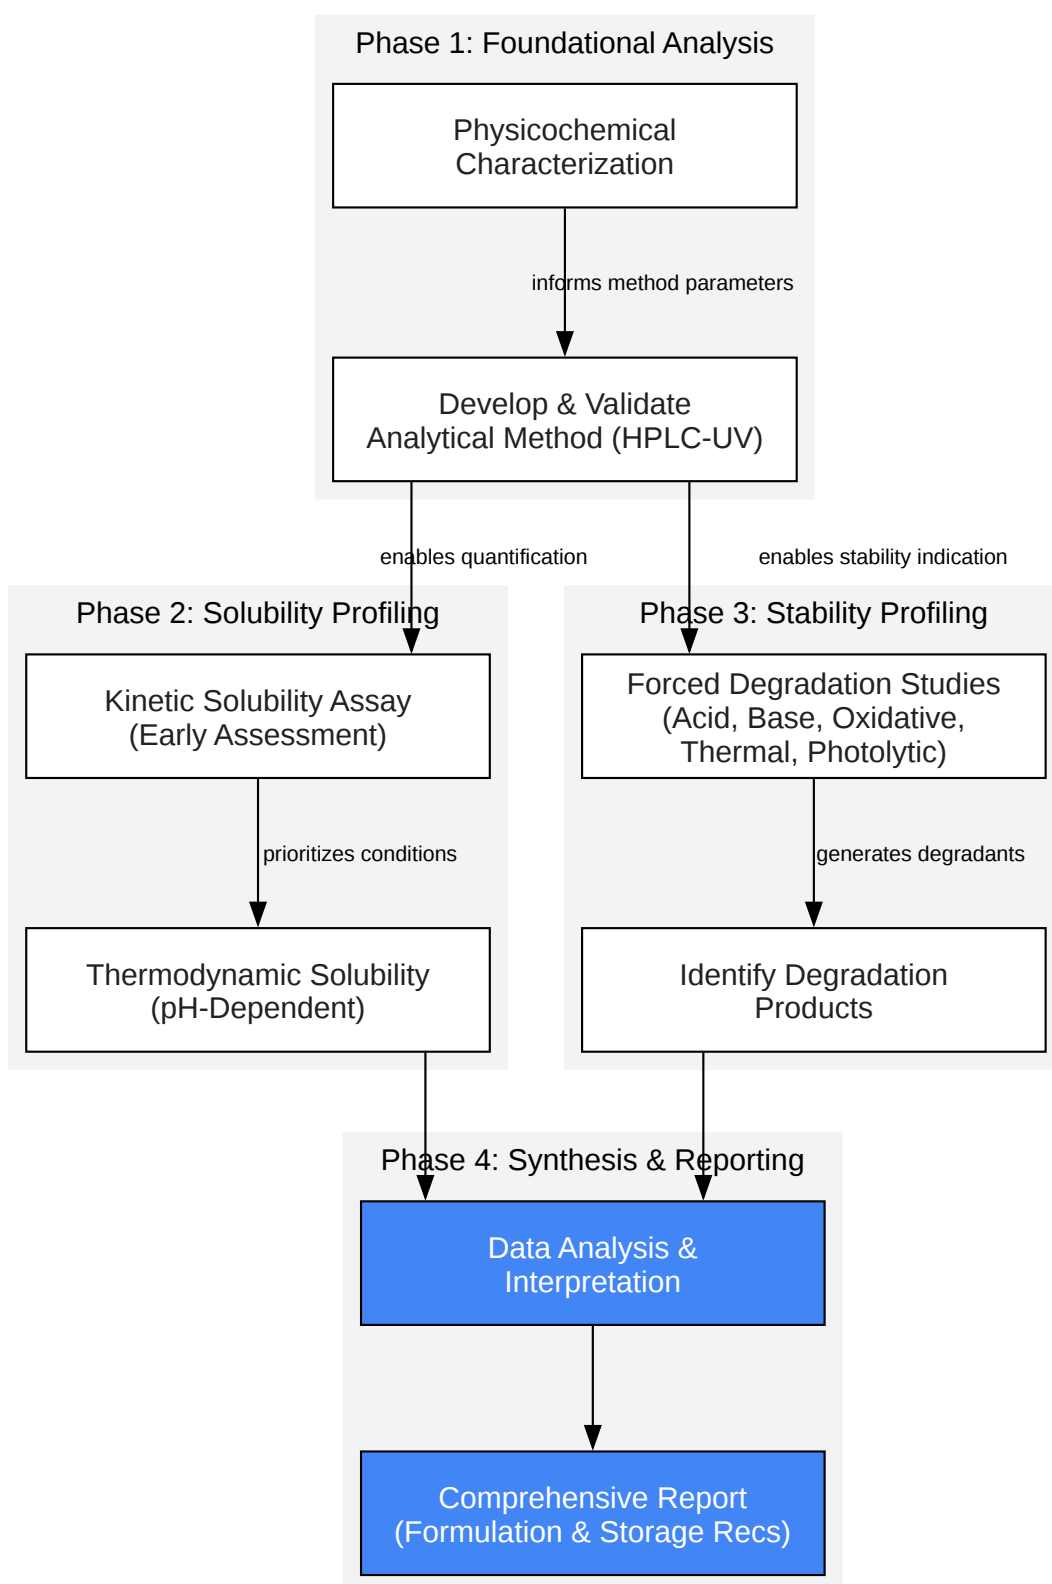 Phase 1: Foundational Analysis
Physicochemical
Characterization
informs method parameters
Develop & Validate
Analytical Method (HPLC-UV)
enables quantification
enables stability indication
Phase 2: Solubility Profiling
Kinetic Solubility Assay
(Early Assessment)
prioritizes conditions
Thermodynamic Solubility
(pH-Dependent)
Phase 3: Stability Profiling
Forced Degradation Studies
(Acid, Base, Oxidative,
Thermal, Photolytic)
generates degradants
Identify Degradation
Products
Phase 4: Synthesis & Reporting
Data Analysis &
Interpretation
Comprehensive Report
(Formulation & Storage Recs)